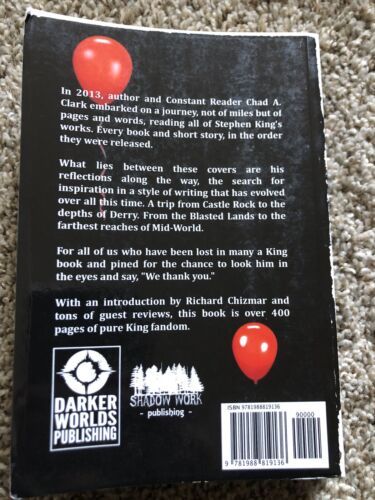 In 2013, author and Constant Reader Chad A.
Clark embarked on a journey, not of miles but of
pages and words, reading all of Stephen King's
works. Every book and short story, in the order
they were released.
What lies between these covers are his
reflections along the way, the search for
inspiration in a style of writing that has evolved
over all this time. A trip from Castle Rock to the
depths of Derry. From the Blasted Lands to the
farthest reaches of Mid-World.
For all of us who have been lost in many a King
book and pined for the chance to look him in
the eyes and say, "We thank you."
With an introduction by Richard Chizmar and
tons of guest reviews, this book is over 400
pages of pure King fandom.
DARKER
WORLDS
PUBLISHING
SHADOW WORK
- publishing -
ISBN 9781988819136
90000
9 781988 819136